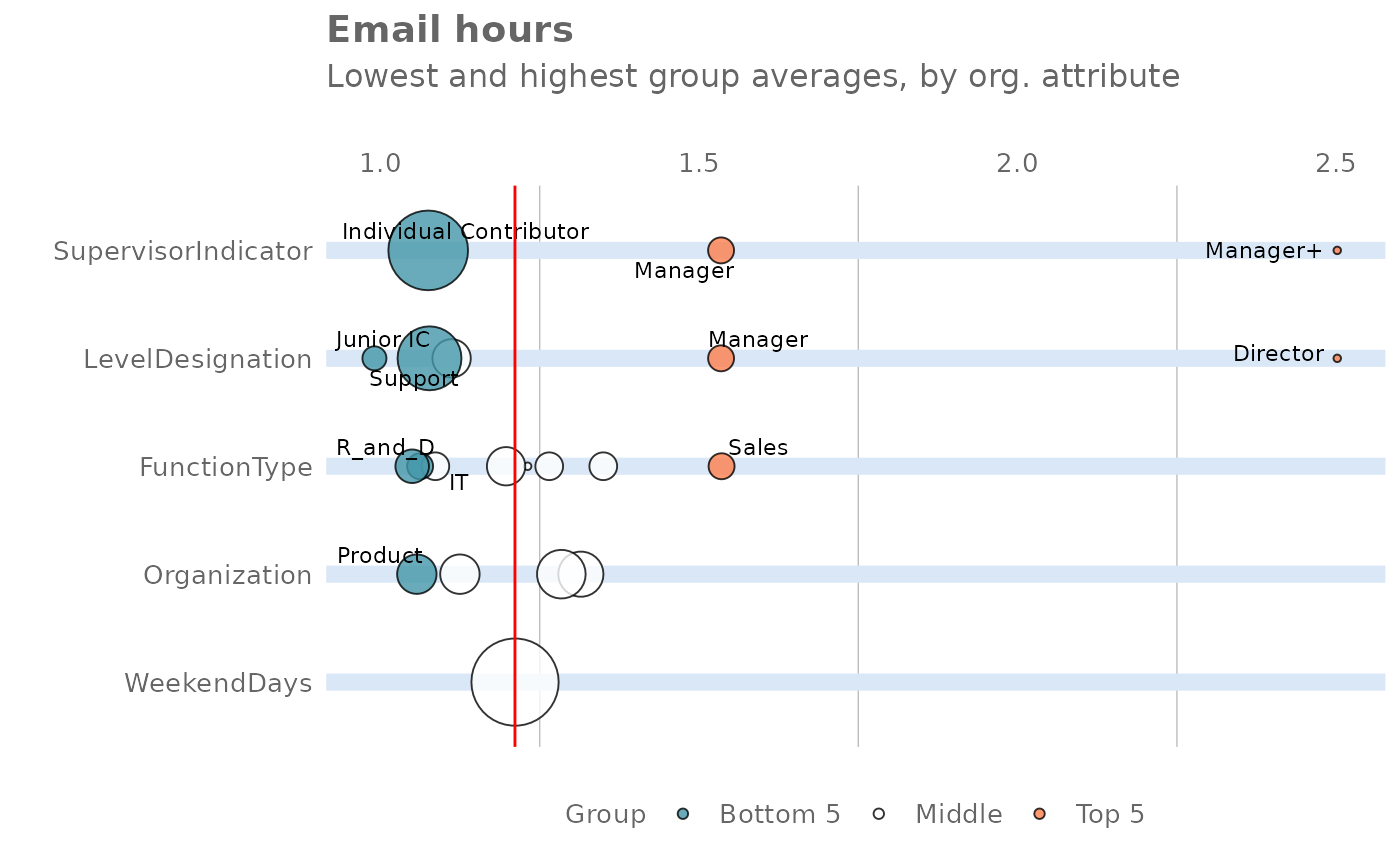 Email hours
Lowest and highest group averages, by org. attribute
1.0 1.5 2.0 2.5
SupervisorIndicator
Individual Contributor
Manager
Manager+
LevelDesignation
Junior IC
Support
Manager
Director
FunctionType
R_and_D
IT
Sales
Organization
Product
WeekendDays
Group Bottom 5 Middle Top 5